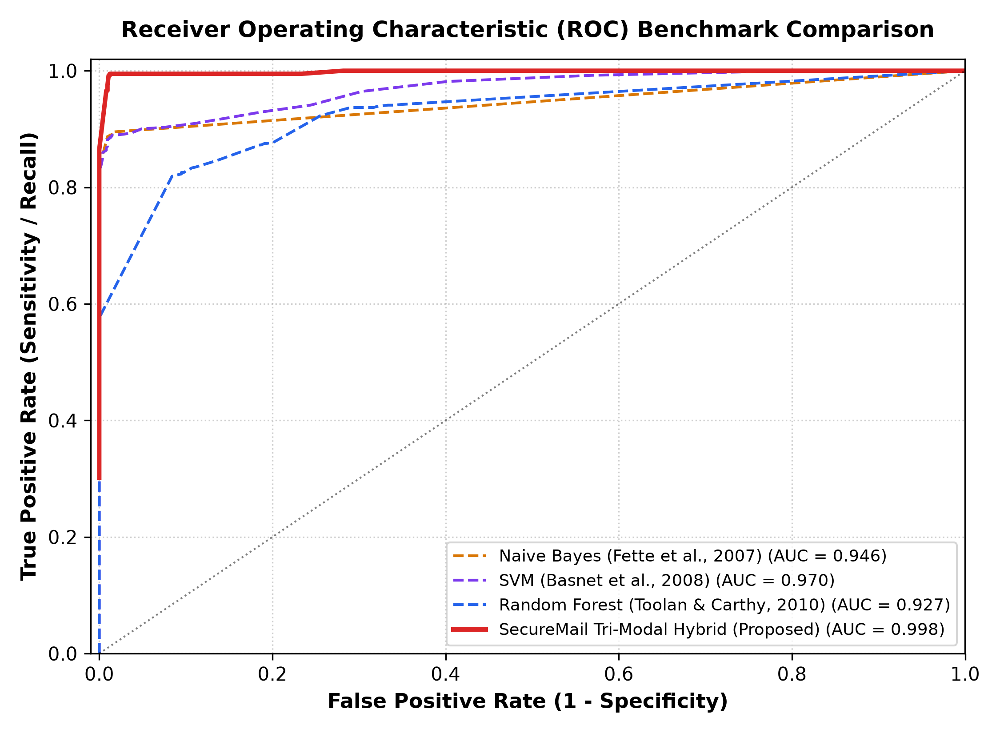 Receiver Operating Characteristic (ROC) Benchmark Comparison
True Positive Rate (Sensitivity / Recall)
1.0
0.8
0.6
0.4
0.2
0.0
Naive Bayes (Fette et al., 2007) (AUC = 0.946)
SVM (Basnet et al., 2008) (AUC = 0.970)
Random Forest (Toolan & Carthy, 2010) (AUC = 0.927)
SecureMail Tri-Modal Hybrid (Proposed) (AUC = 0.998)
0.0 0.2 0.4 0.6 0.8 1.0
False Positive Rate (1 - Specificity)